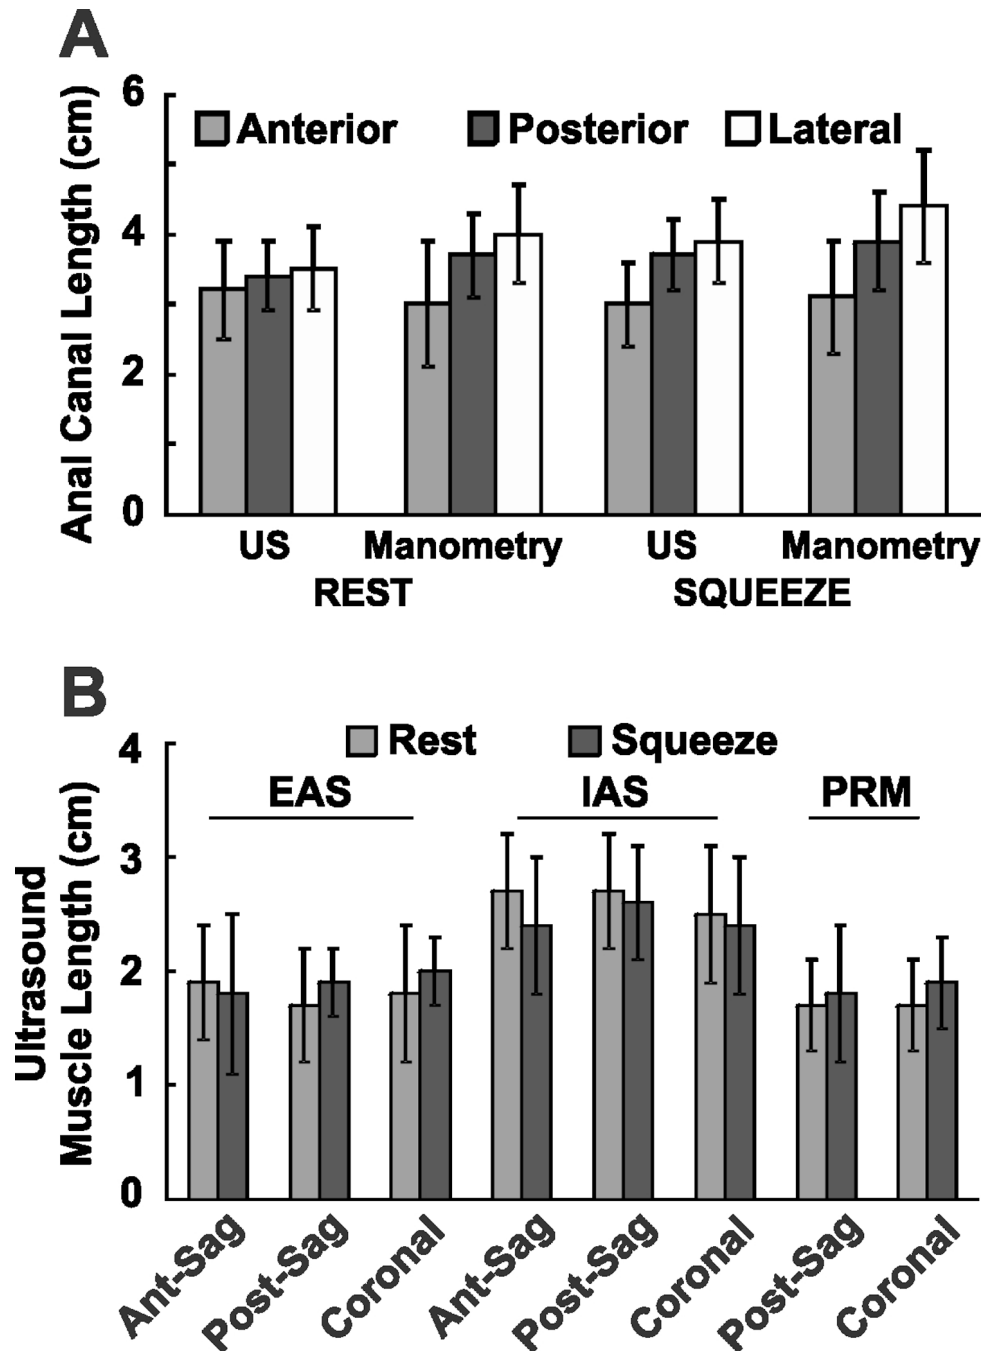 A
Anal Canal Length (cm)
6
4
2
0
Anterior Posterior Lateral
US Manometry US Manometry
REST SQUEEZE
B
Ultrasound
Muscle Length (cm)
4
3
2
1
0
Rest Squeeze
EAS IAS PRM
Ant-Sag Post-Sag Coronal Ant-Sag Post-Sag Coronal Post-Sag Coronal